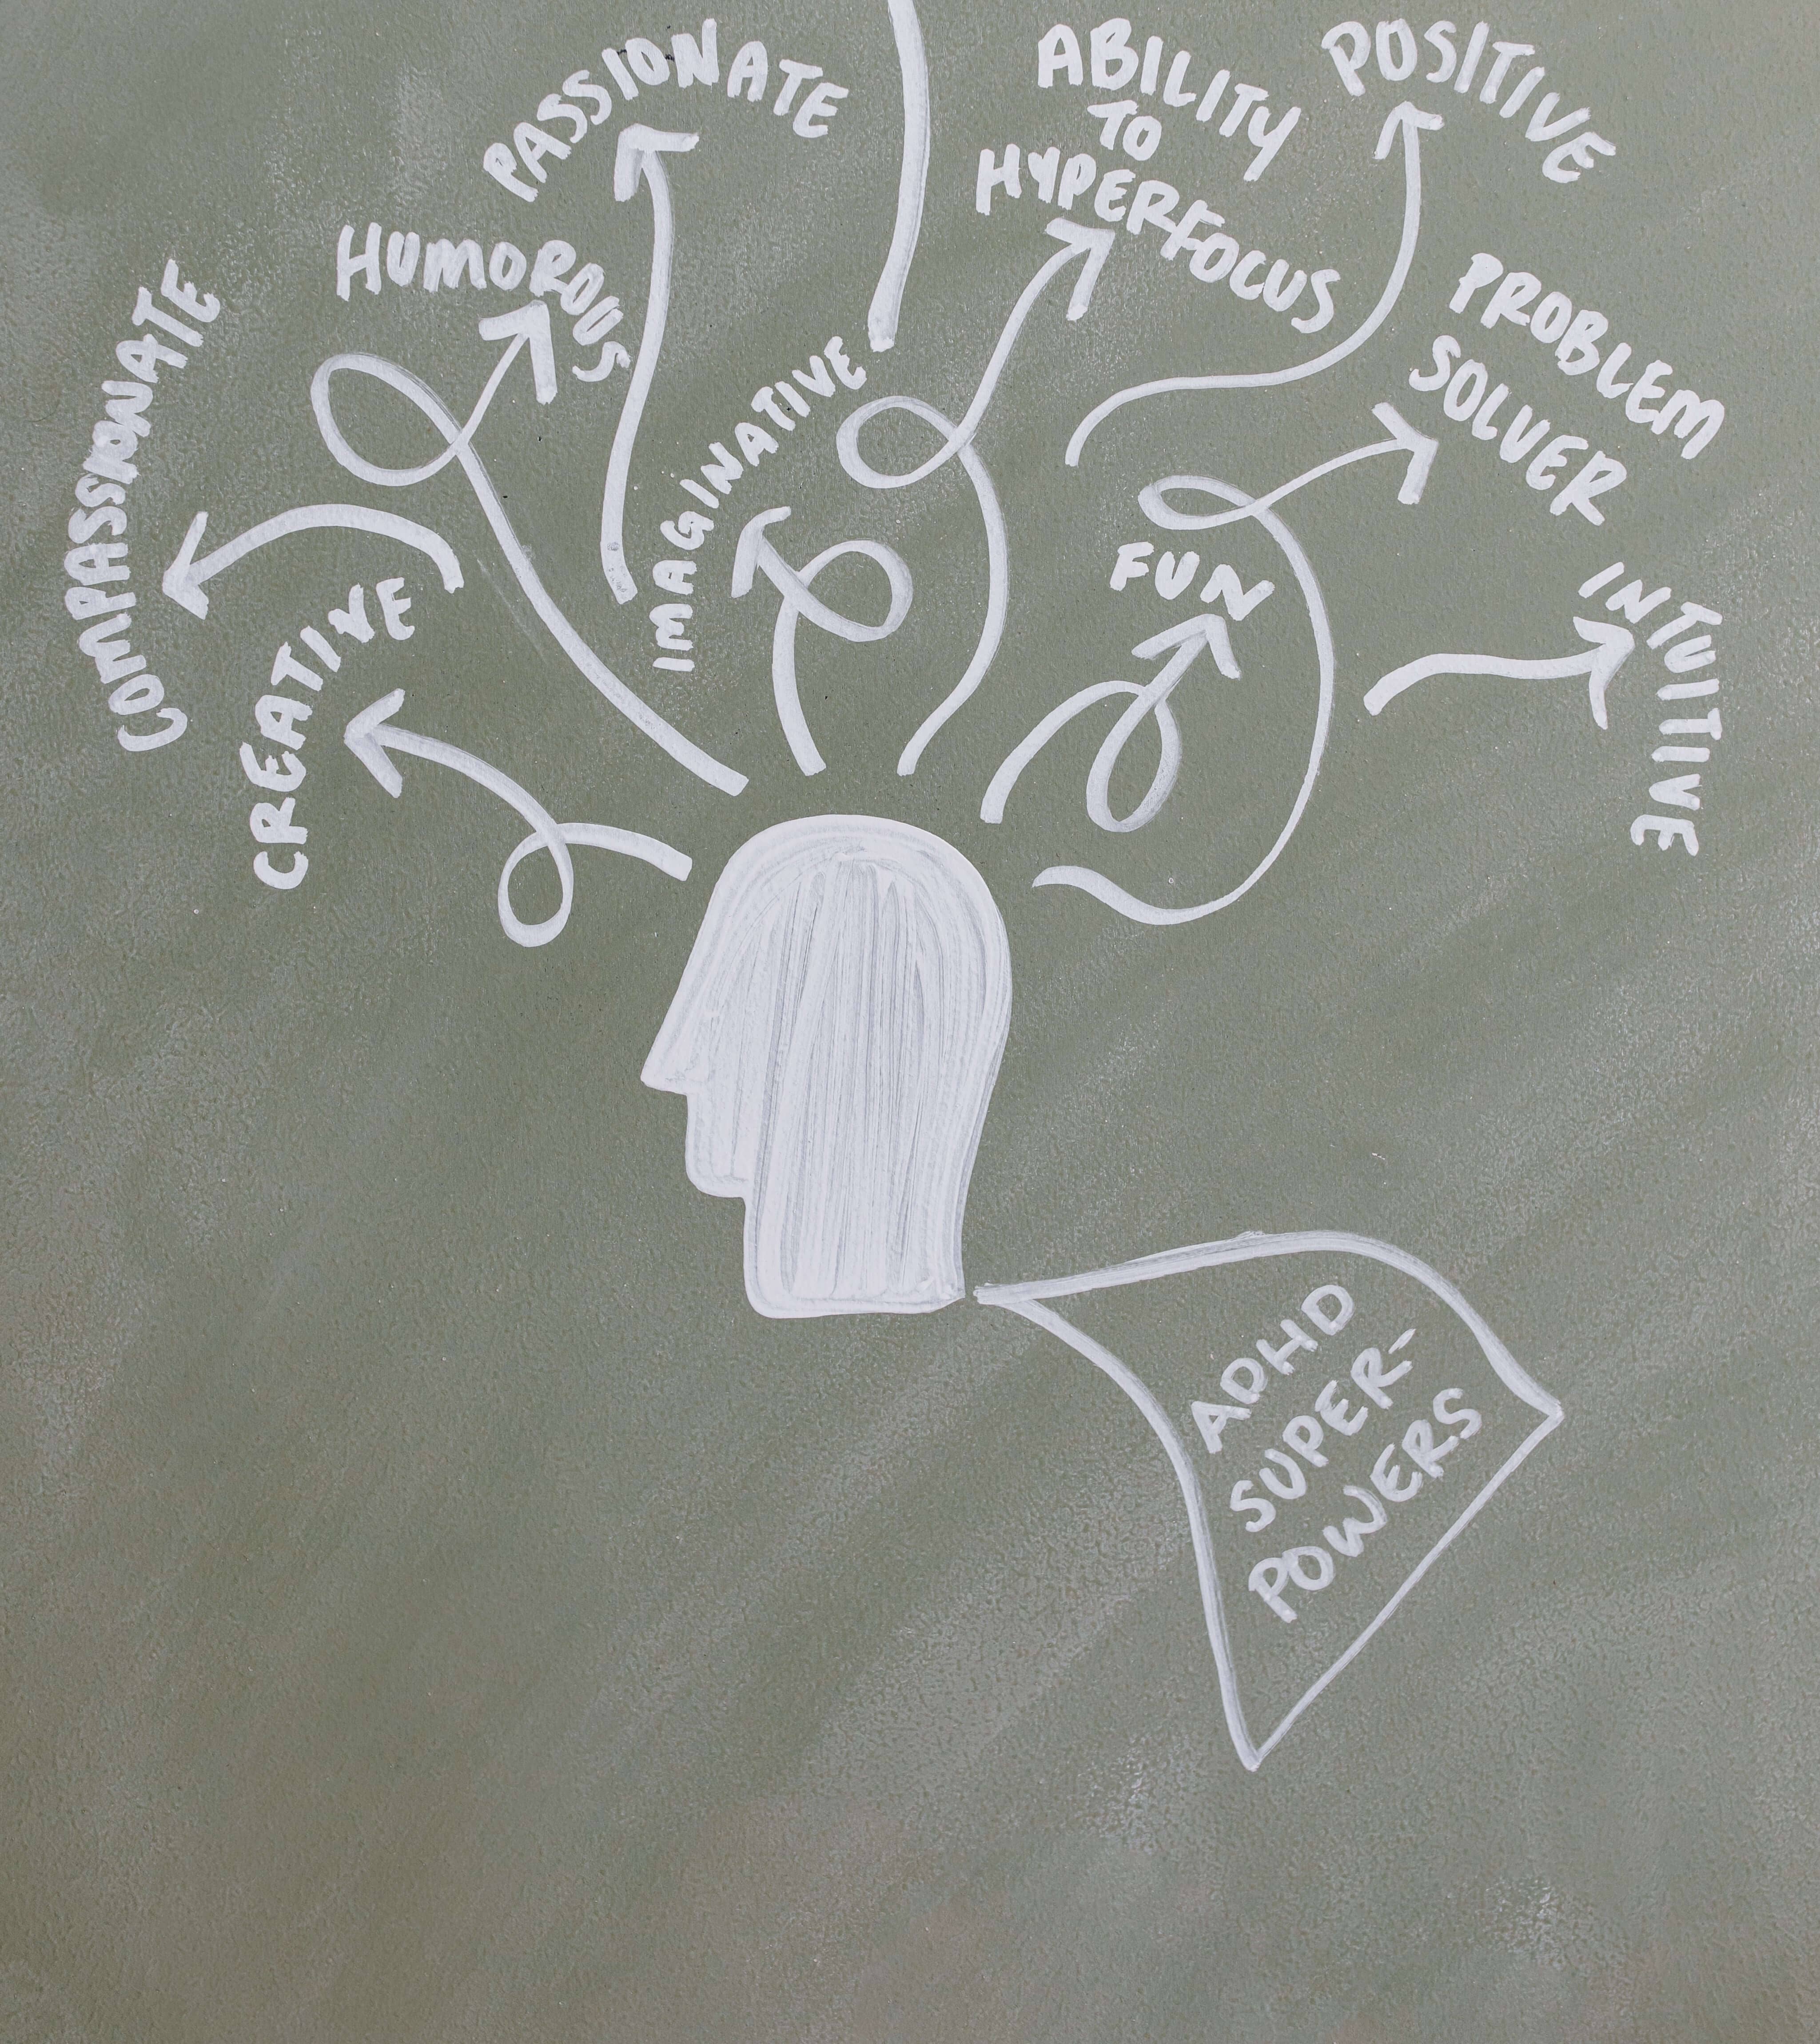 COMPASSIONATE
CREATIVE
HUMOROUS
PASSIONATE
IMAGINATIVE
ABILITY
TO
HYPERFOCUS
POSITIVE
PROBLEM
SOLVER
FUN
INTUITIVE
ADHD
SUPER-
POWERS